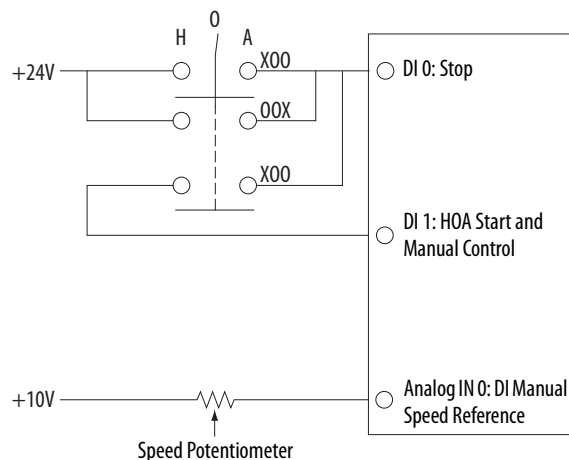 O
H A
+24V
XOO
DI 0: Stop
OOX
XOO
DI 1: HOA Start and
Manual Control
+10V
Analog IN 0: DI Manual
Speed Reference
Speed Potentiometer